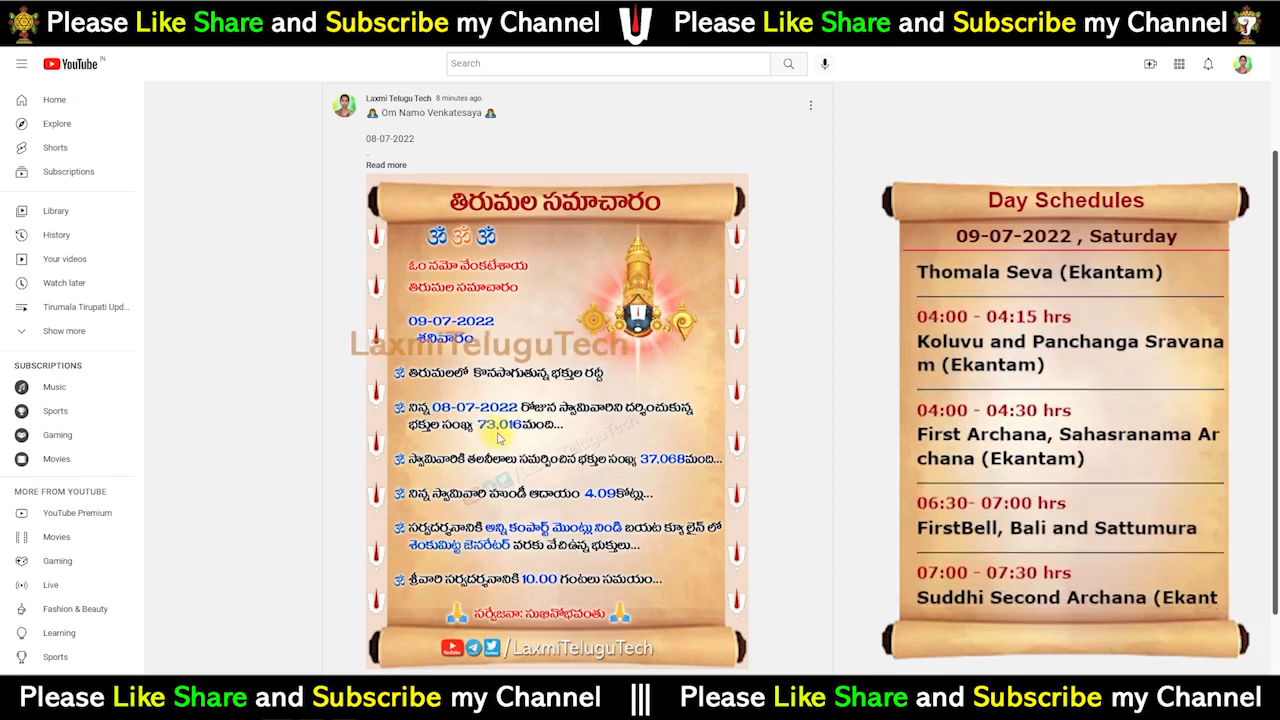 Please Like Share and Subscribe my Channel
Please Like Share and Subscribe my Channel
YouTube IN
Search
Home
Explore
Shorts
Subscriptions
Library
History
Your videos
Watch later
Tirumala Tirupati Upd...
Show more
SUBSCRIPTIONS
Music
Sports
Gaming
Movies
MORE FROM YOUTUBE
YouTube Premium
Movies
Gaming
Live
Fashion & Beauty
Learning
Sports
Laxmi Telugu Tech 8 minutes ago
Om Namo Venkatesaya
08-07-2022
..
Read more
తిరుమల సమాచారం
ॐ ॐ ॐ
ఓం నమో వేంకటేశాయ
తిరుమల సమాచారం
09-07-2022
శనివారం
LaxmiTeluguTech
ॐ తిరుమలలో కొనసాగుతున్న భక్తుల రద్దీ
ॐ నిన్న 08-07-2022 రోజున స్వామివారిని దర్శించుకున్న
భక్తుల సంఖ్య 73,016మంది...
ॐ స్వామివారికి తలనీలాలు సమర్పించిన భక్తుల సంఖ్య 37,068మంది...
ॐ నిన్న స్వామివారి హుండీ ఆదాయం 4.09కోట్లు...
ॐ సర్వదర్శనానికి అన్ని కంపార్ట్ మెంట్లు నిండి బయట క్యూ లైన్ లో
శెంకుమిట్ట జెనరేటర్ వరకు వేచిఉన్న భక్తులు...
ॐ శ్రీవారి సర్వదర్శనానికి 10.00 గంటలు సమయం...
సర్వేజనా: సుఖినోభవంతు
/LaxmiTeluguTech
Day Schedules
09-07-2022 , Saturday
Thomala Seva (Ekantam)
04:00 - 04:15 hrs
Koluvu and Panchanga Sravana
m (Ekantam)
04:00 - 04:30 hrs
First Archana, Sahasranama Ar
chana (Ekantam)
06:30- 07:00 hrs
FirstBell, Bali and Sattumura
07:00 - 07:30 hrs
Suddhi Second Archana (Ekant
Please Like Share and Subscribe my Channel ||| Please Like Share and Subscribe my Channel